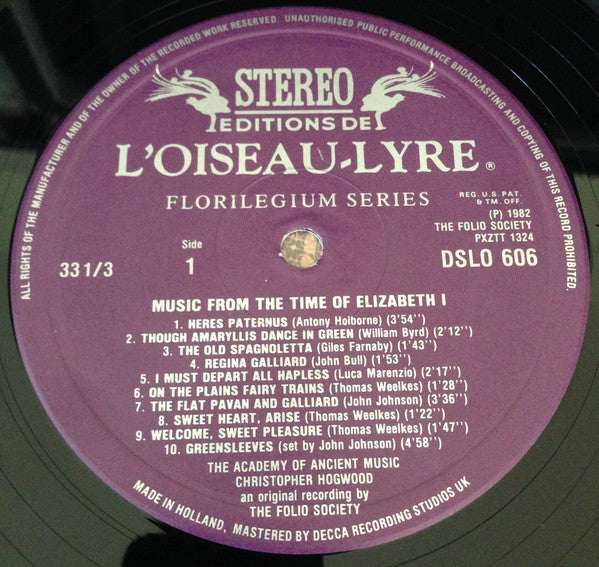 ALL RIGHTS OF THE MANUFACTURER AND OF THE OWNER OF THE RECORDED WORK RESERVED. UNAUTHORISED PUBLIC PERFORMANCE BROADCASTING AND COPYING OF THIS RECORD PROHIBITED.
STEREO
EDITIONS DE
L'OISEAU-LYRE®
FLORILEGIUM SERIES
REG. U.S. PAT.
& TM. OFF.
(P) 1982
THE FOLIO SOCIETY
PXZTT 1324
Side
33 1/3
1
DSLO 606
MUSIC FROM THE TIME OF ELIZABETH I
1. HERES PATERNUS (Antony Holborne) (3'54'')
2. THOUGH AMARYLLIS DANCE IN GREEN (William Byrd) (2'12'')
3. THE OLD SPAGNOLETTA (Giles Farnaby) (1'43'')
4. REGINA GALLIARD (John Bull) (1'53'')
5. I MUST DEPART ALL HAPLESS (Luca Marenzio) (2'17'')
6. ON THE PLAINS FAIRY TRAINS (Thomas Weelkes) (1'28'')
7. THE FLAT PAVAN AND GALLIARD (John Johnson) (3'36'')
8. SWEET HEART, ARISE (Thomas Weelkes) (1'22'')
9. WELCOME, SWEET PLEASURE (Thomas Weelkes) (1'47'')
10. GREENSLEEVES (set by John Johnson) (4'58'')
THE ACADEMY OF ANCIENT MUSIC
CHRISTOPHER HOGWOOD
an original recording by
THE FOLIO SOCIETY
MADE IN HOLLAND, MASTERED BY DECCA RECORDING STUDIOS UK